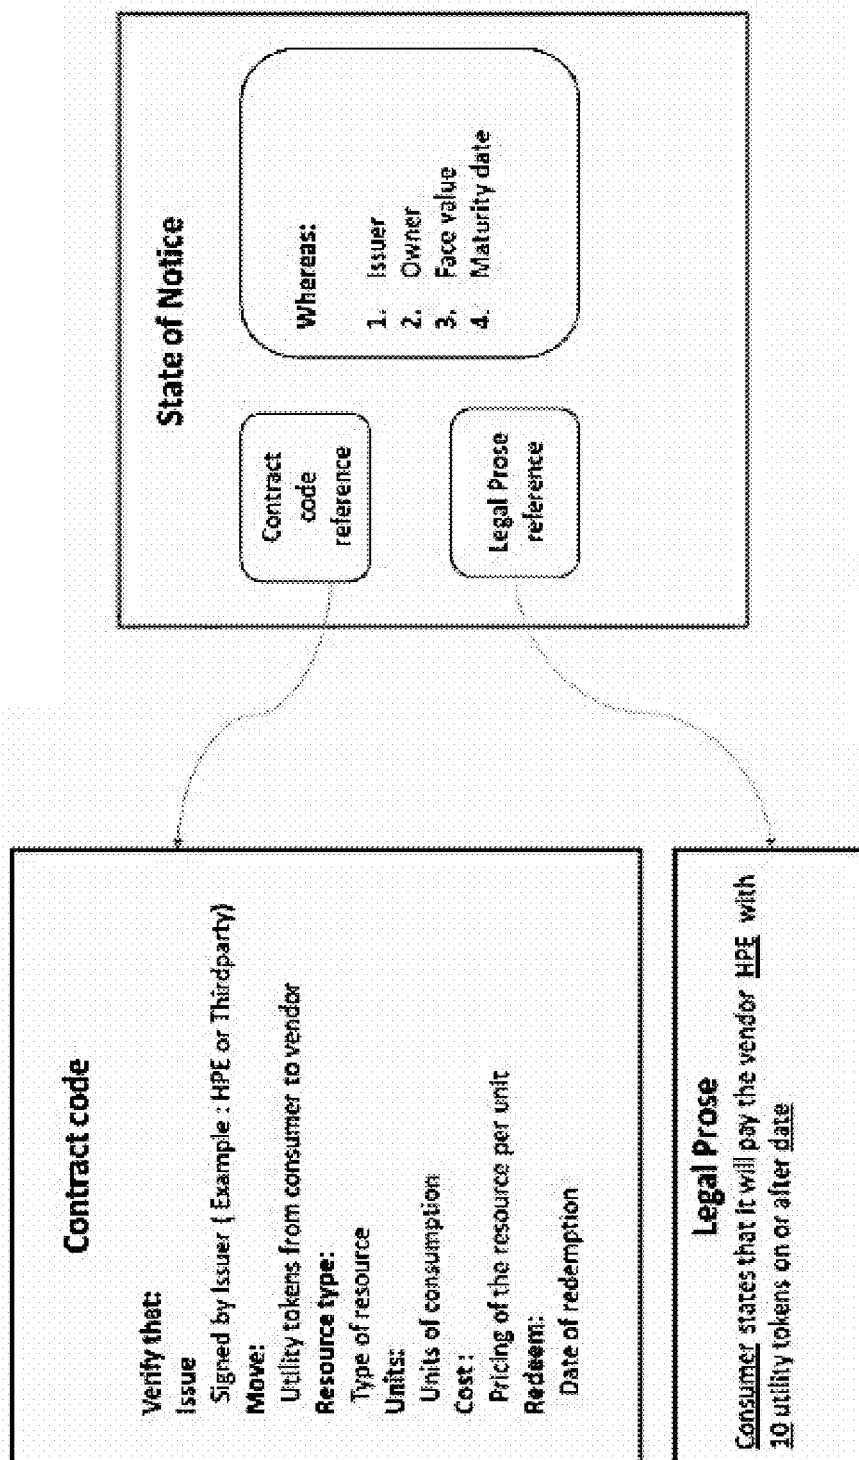 Contract code
Verify that:
Issue
Signed by Issuer ( Example : HPE or Thirdparty)
Move:
Utility tokens from consumer to vendor
Resource type:
Type of resource
Units:
Units of consumption
Cost :
Pricing of the resource per unit
Redeem:
Date of redemption
Legal Prose
Consumer states that it will pay the vendor HPE with
10 utility tokens on or after date
State of Notice
Contract
code
reference
Legal Prose
reference
Whereas:
1. Issuer
2. Owner
3. Face value
4. Maturity date